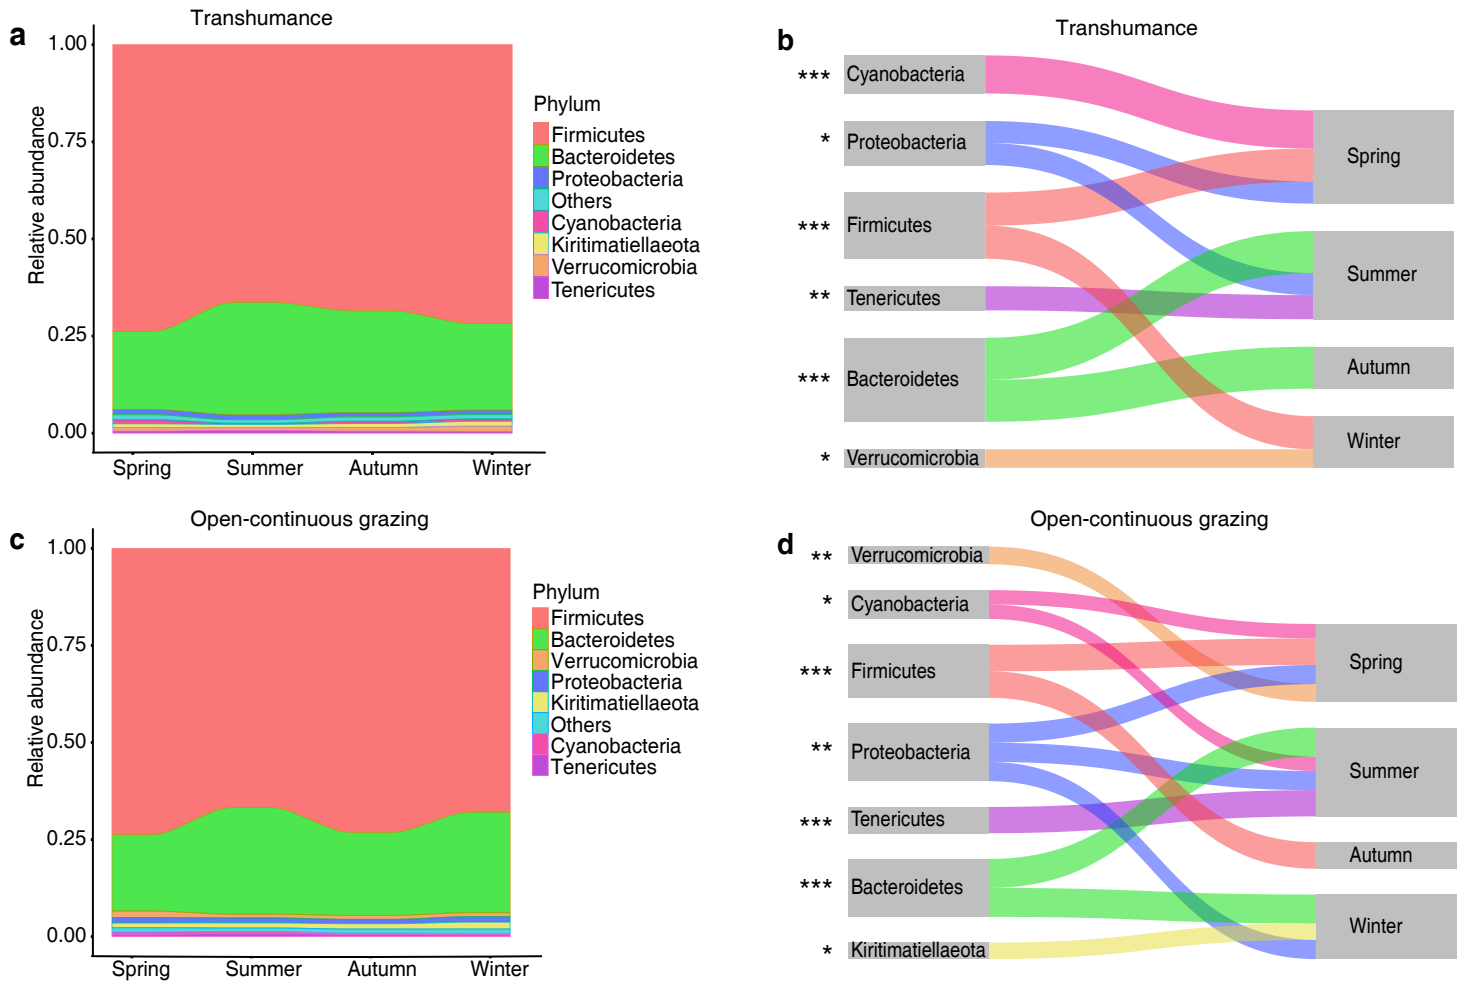 a
Transhumance
Relative abundance
1.00
0.75
0.50
0.25
0.00
Spring
Summer
Autumn
Winter
Phylum
Firmicutes
Bacteroidetes
Proteobacteria
Others
Cyanobacteria
Kiritimatiellaeota
Verrucomicrobia
Tenericutes
b
Transhumance
*** Cyanobacteria
* Proteobacteria
*** Firmicutes
** Tenericutes
*** Bacteroidetes
* Verrucomicrobia
Spring
Summer
Autumn
Winter
c
Open-continuous grazing
Relative abundance
1.00
0.75
0.50
0.25
0.00
Spring
Summer
Autumn
Winter
Phylum
Firmicutes
Bacteroidetes
Verrucomicrobia
Proteobacteria
Kiritimatiellaeota
Others
Cyanobacteria
Tenericutes
d
Open-continuous grazing
** Verrucomicrobia
* Cyanobacteria
*** Firmicutes
** Proteobacteria
*** Tenericutes
*** Bacteroidetes
* Kiritimatiellaeota
Spring
Summer
Autumn
Winter